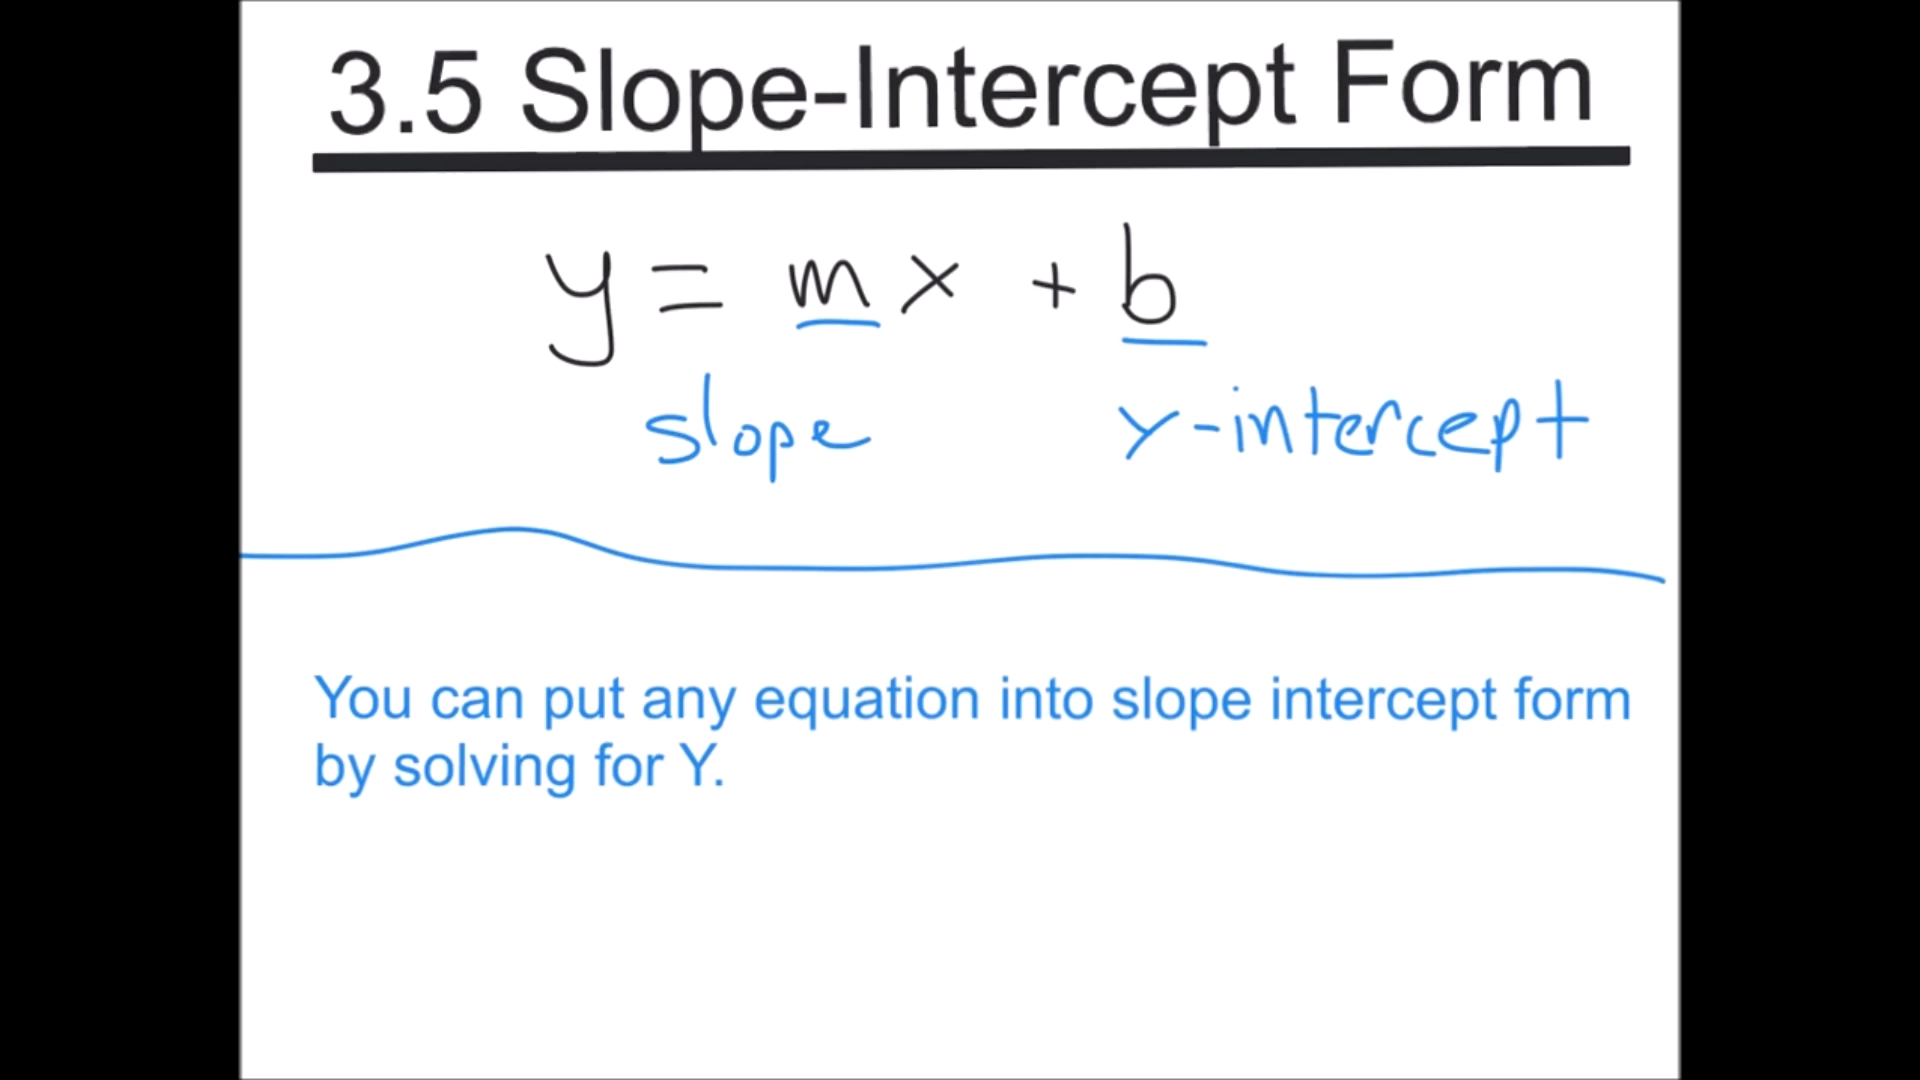 3.5 Slope-Intercept Form
y = mx + b
slope y-intercept
You can put any equation into slope intercept form
by solving for Y.